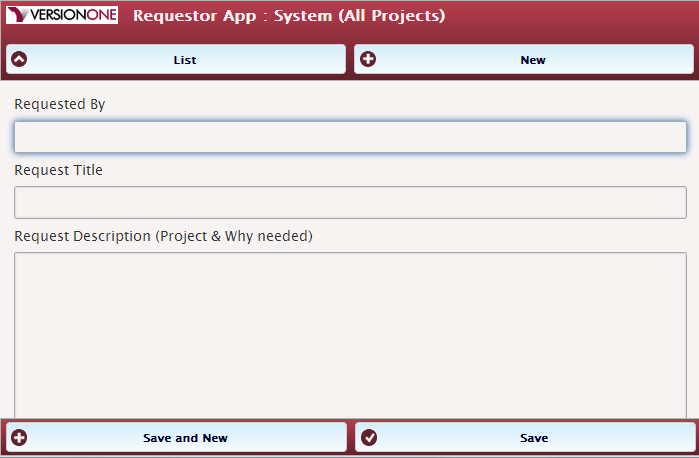 VERSIONONE Requestor App : System (All Projects)
List New
Requested By
Request Title
Request Description (Project & Why needed)
Save and New Save